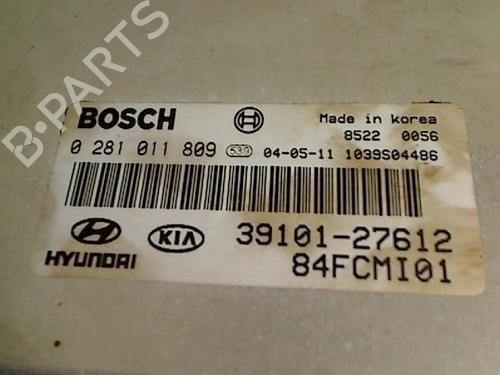 B-PARTS
BOSCH
Made in Korea
8522 0056
0 281 011 809 530 04-05-11 1039S04486
HYUNDAI
KIA
39101-27612
84FCMI01